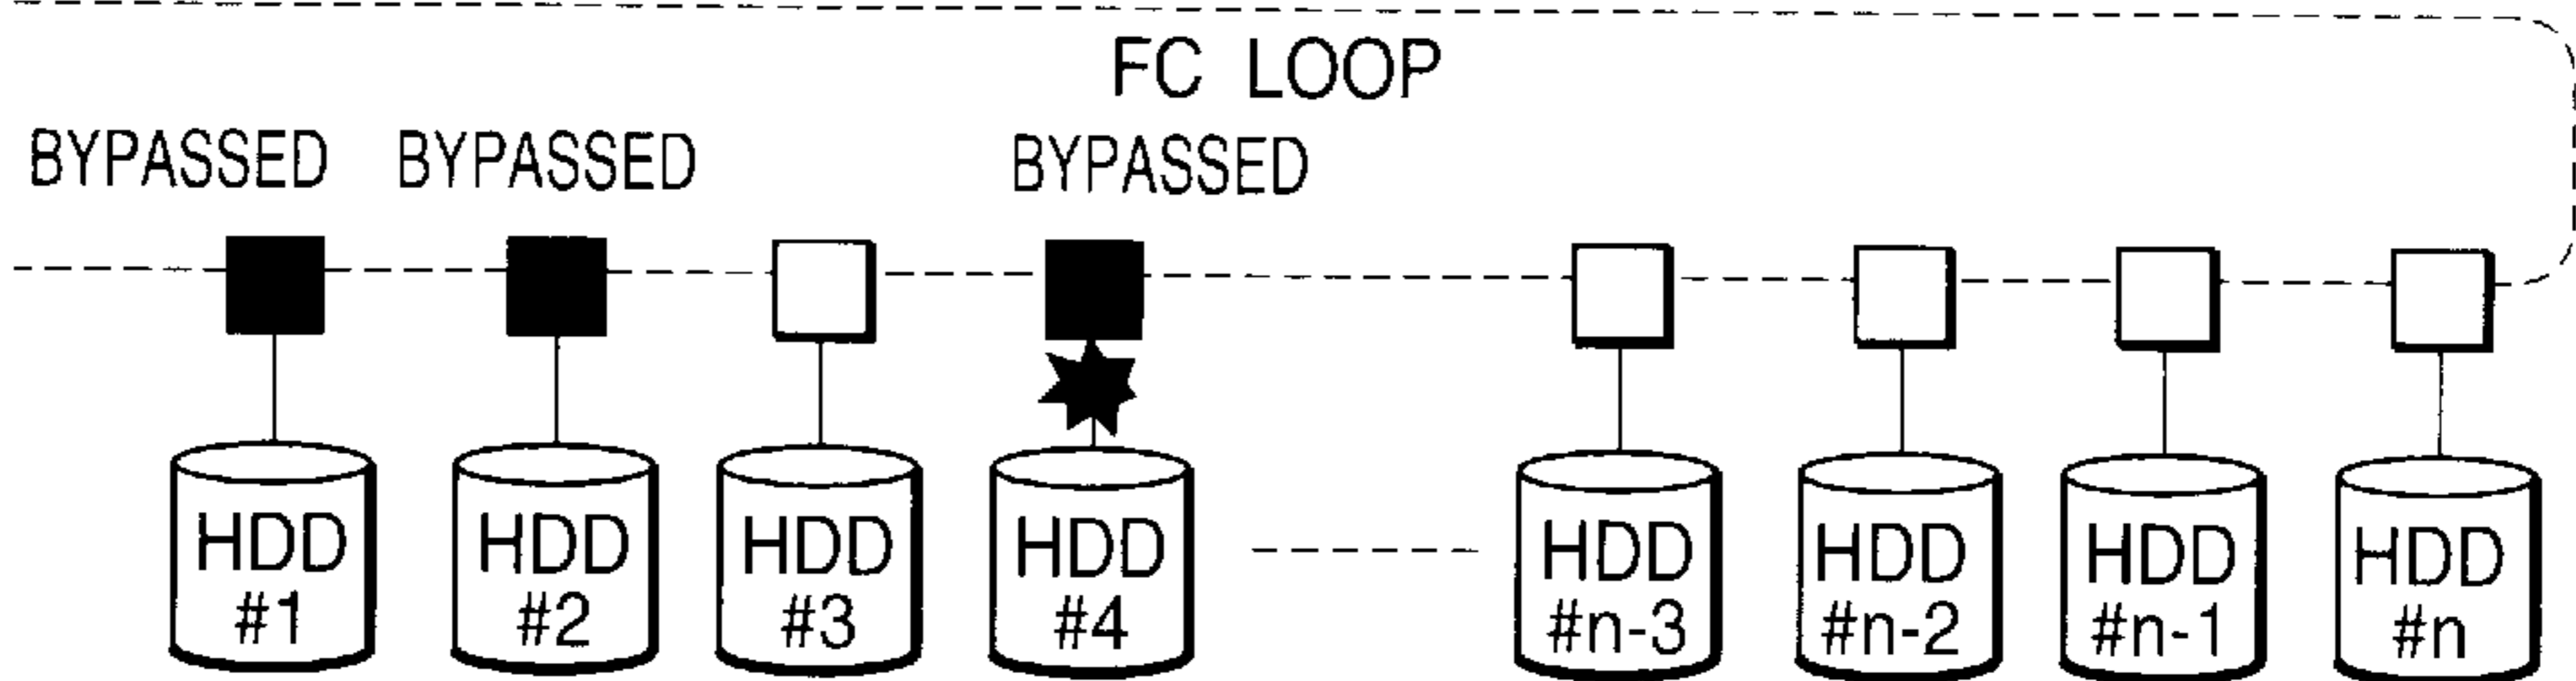 FC LOOP
BYPASSED BYPASSED BYPASSED
HDD HDD HDD HDD HDD HDD HDD HDD
#1 #2 #3 #4 #n-3 #n-2 #n-1 #n